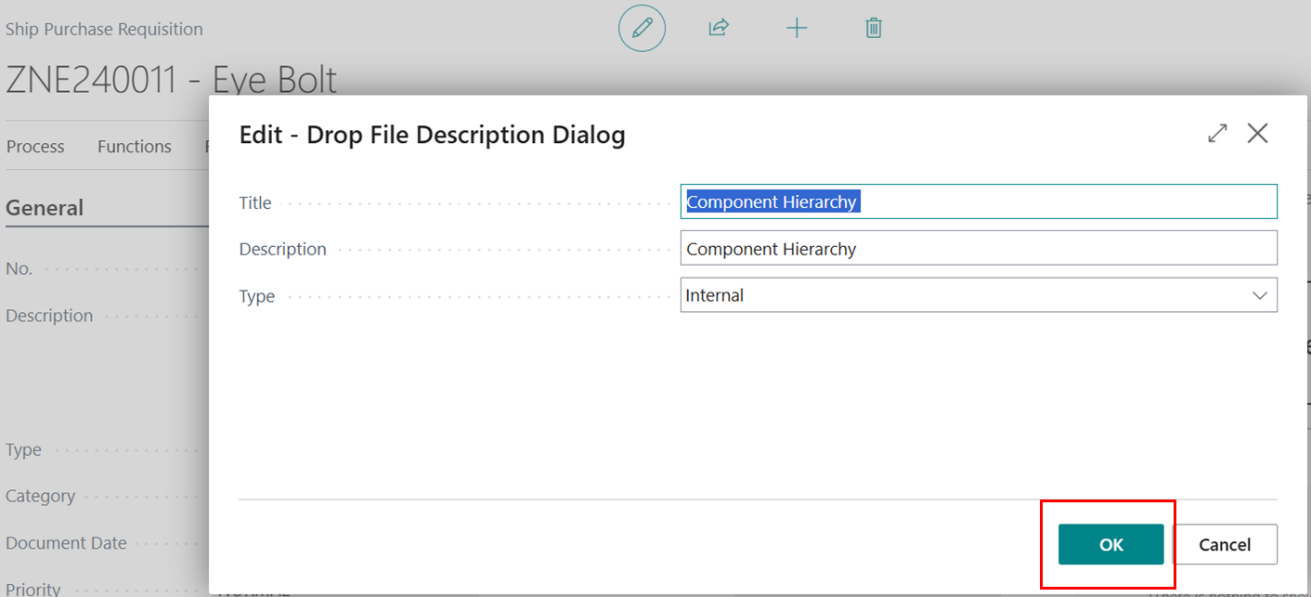 Ship Purchase Requisition
ZNE240011 - Eye Bolt
Process Functions
Edit - Drop File Description Dialog
General
Title Component Hierarchy
Description Component Hierarchy
Type Internal
No.
Description
Type
Category
Document Date
Priority
OK Cancel